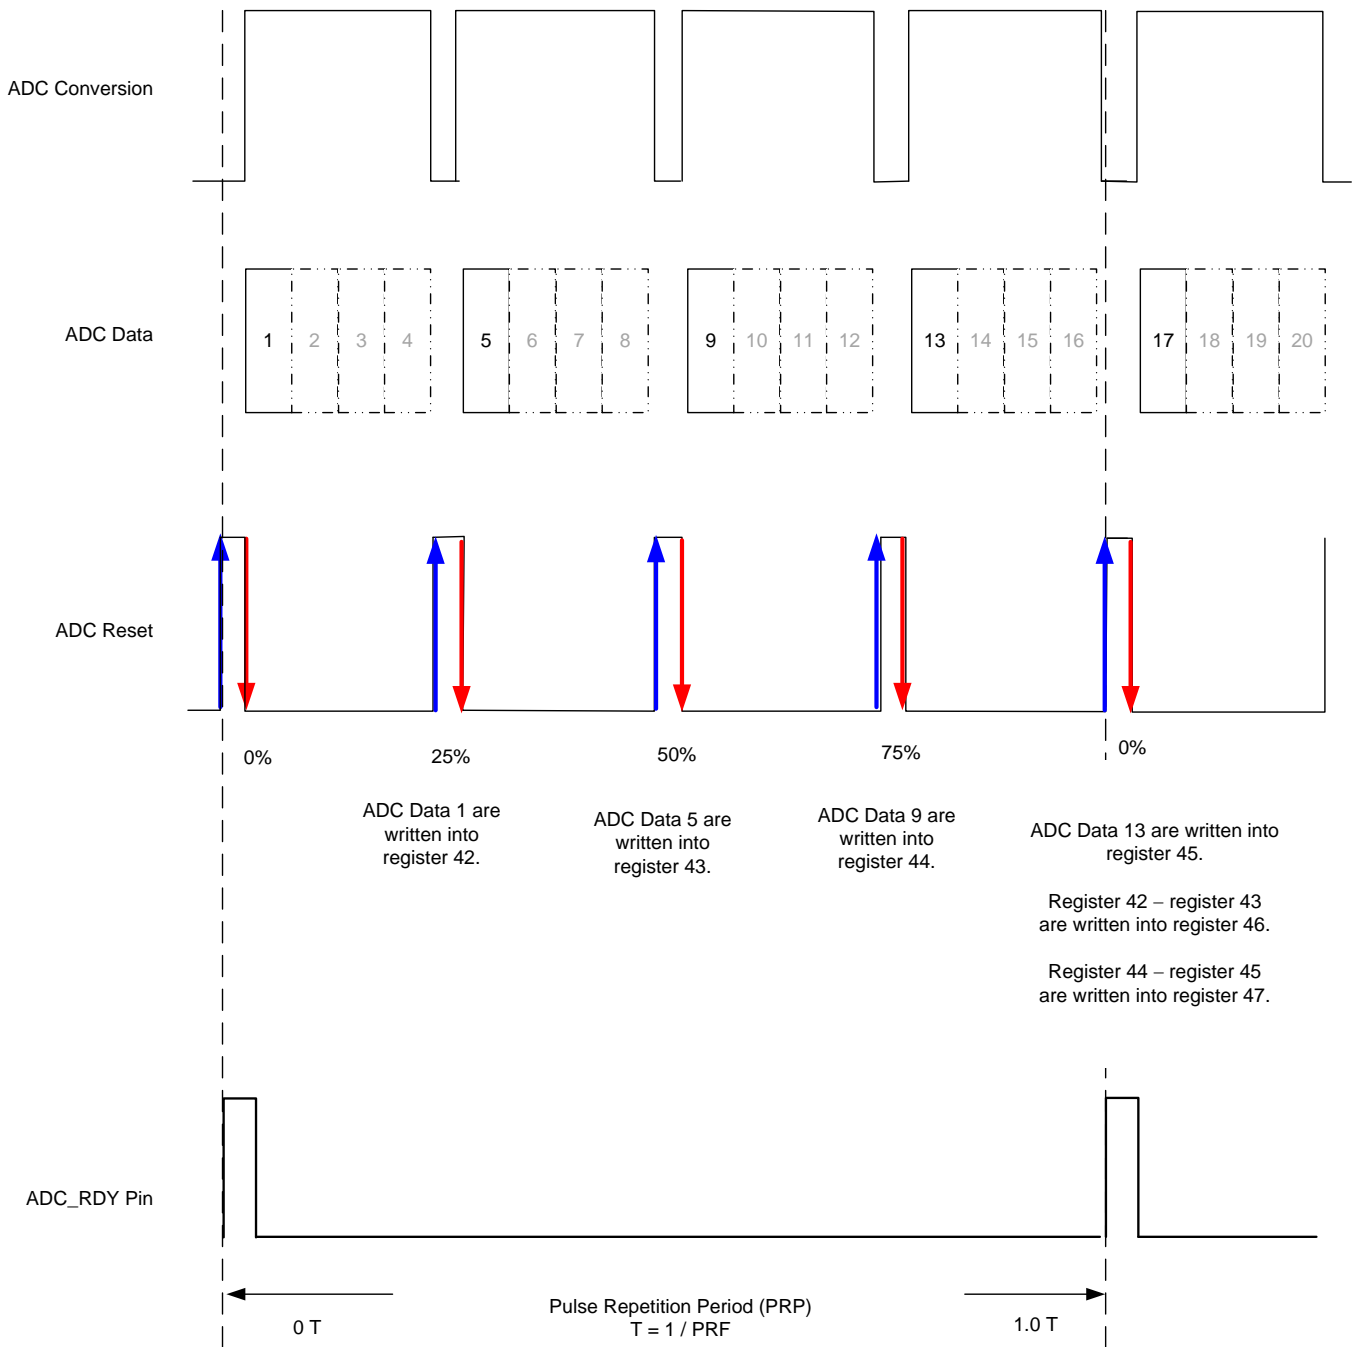 ADC Conversion
ADC Data
1 2 3 4 5 6 7 8 9 10 11 12 13 14 15 16 17 18 19 20
ADC Reset
0% 25% 50% 75% 0%
ADC Data 1 are
written into
register 42.
ADC Data 5 are
written into
register 43.
ADC Data 9 are
written into
register 44.
ADC Data 13 are written into
register 45.
Register 42 – register 43
are written into register 46.
Register 44 – register 45
are written into register 47.
ADC_RDY Pin
0 T
Pulse Repetition Period (PRP)
T = 1 / PRF
1.0 T